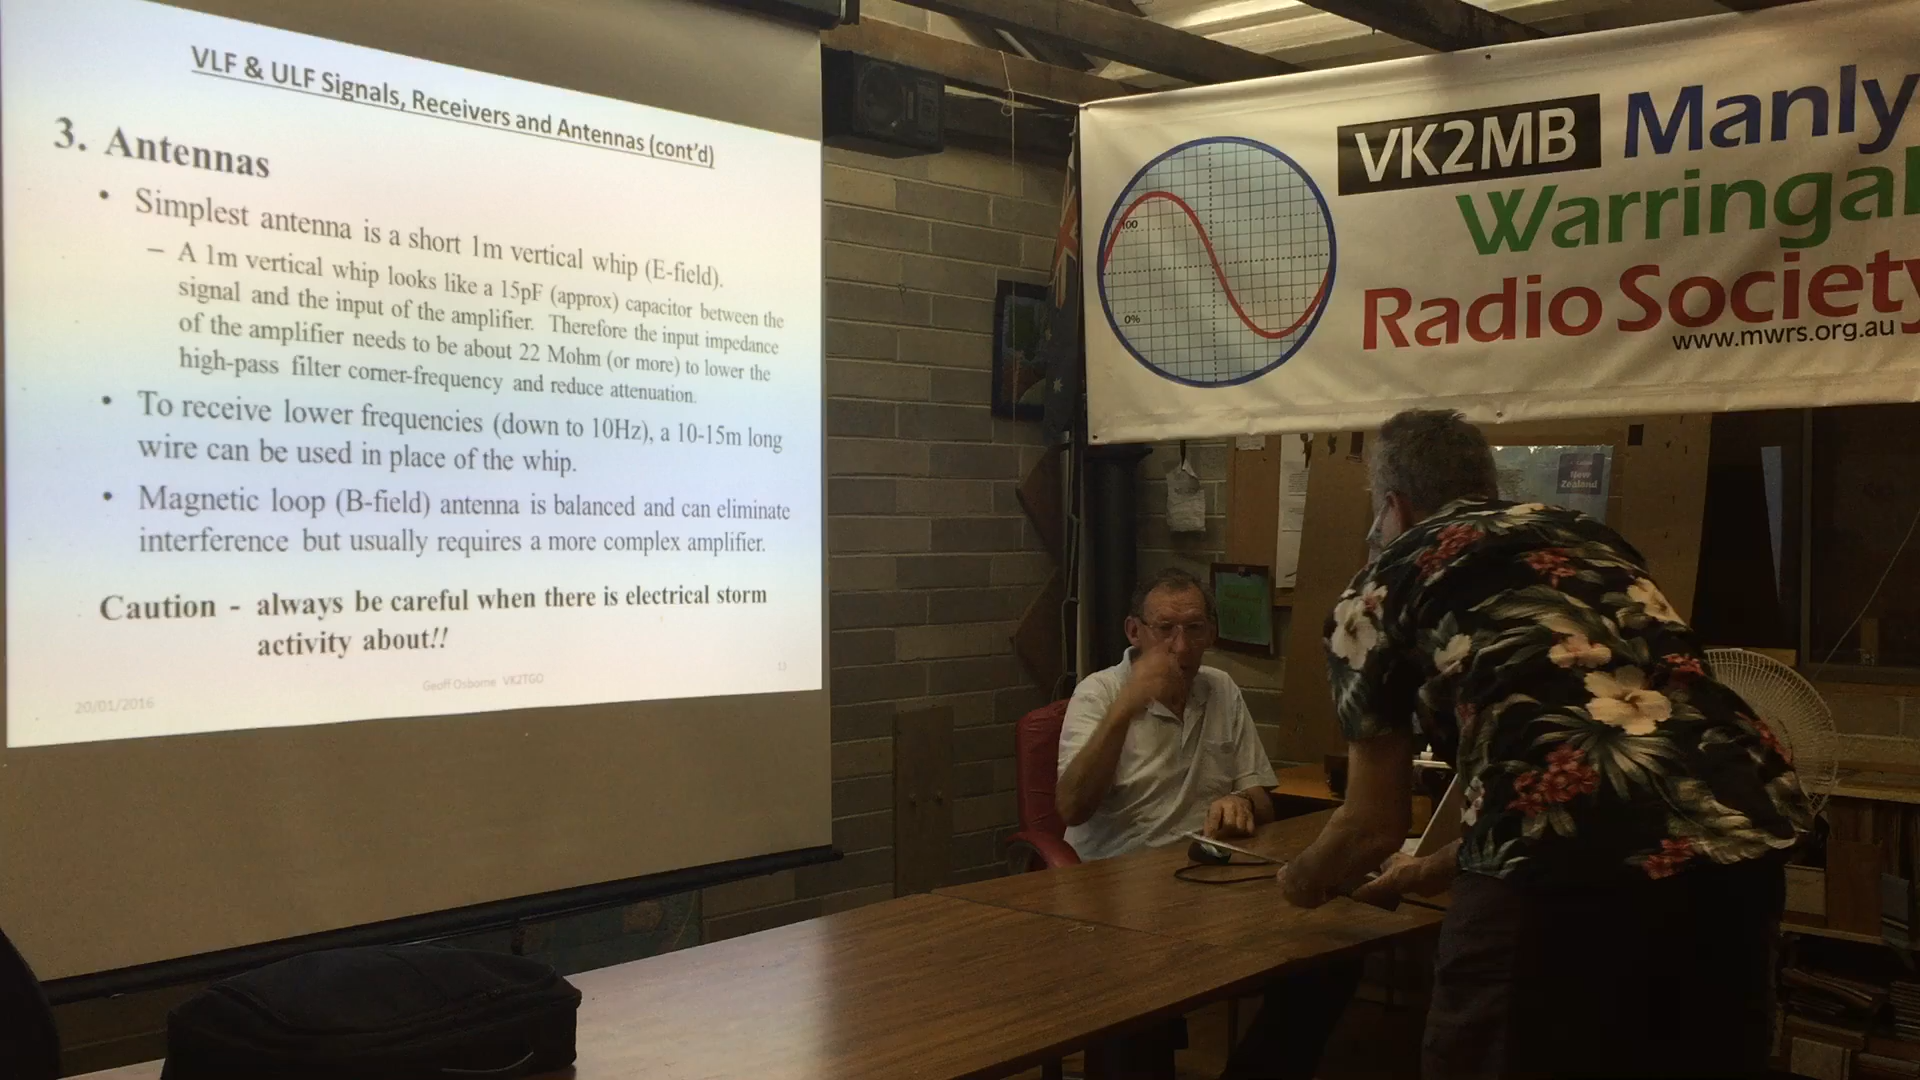 VLF & ULF Signals, Receivers and Antennas (cont'd)
3. Antennas
• Simplest antenna is a short 1m vertical whip (E-field).
– A 1m vertical whip looks like a 15pF (approx) capacitor between the
signal and the input of the amplifier. Therefore the input impedance
of the amplifier needs to be about 22 Mohm (or more) to lower the
high-pass filter corner-frequency and reduce attenuation.
• To receive lower frequencies (down to 10Hz), a 10-15m long
wire can be used in place of the whip.
• Magnetic loop (B-field) antenna is balanced and can eliminate
interference but usually requires a more complex amplifier.
Caution - always be careful when there is electrical storm
activity about!!
20/01/2016
Geoff Osborne VK2TGO
13
VK2MB Manly
Warringa
Radio Society
www.mwrs.org.au
100
0%
New
Zealand